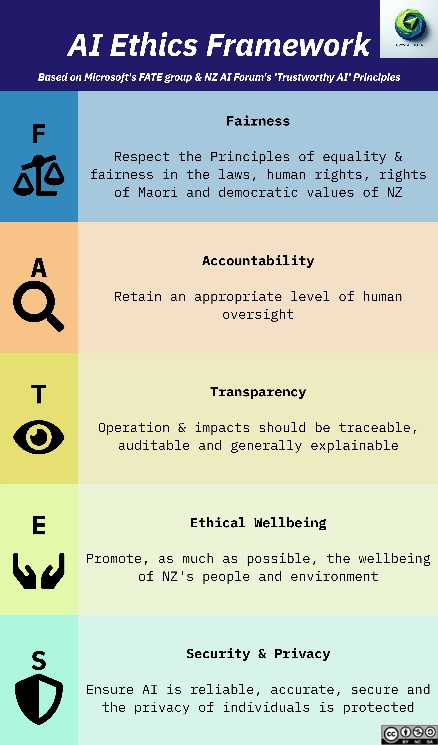 AI Ethics Framework
Based on Microsoft's FATE group & NZ AI Forum's 'Trustworthy AI' Principles
F
Fairness
Respect the Principles of equality &
fairness in the laws, human rights, rights
of Maori and democratic values of NZ
A
Accountability
Retain an appropriate level of human
oversight
T
Transparency
Operation & impacts should be traceable,
auditable and generally explainable
E
Ethical Wellbeing
Promote, as much as possible, the wellbeing
of NZ's people and environment
S
Security & Privacy
Ensure AI is reliable, accurate, secure and
the privacy of individuals is protected
cc
BY NC SA